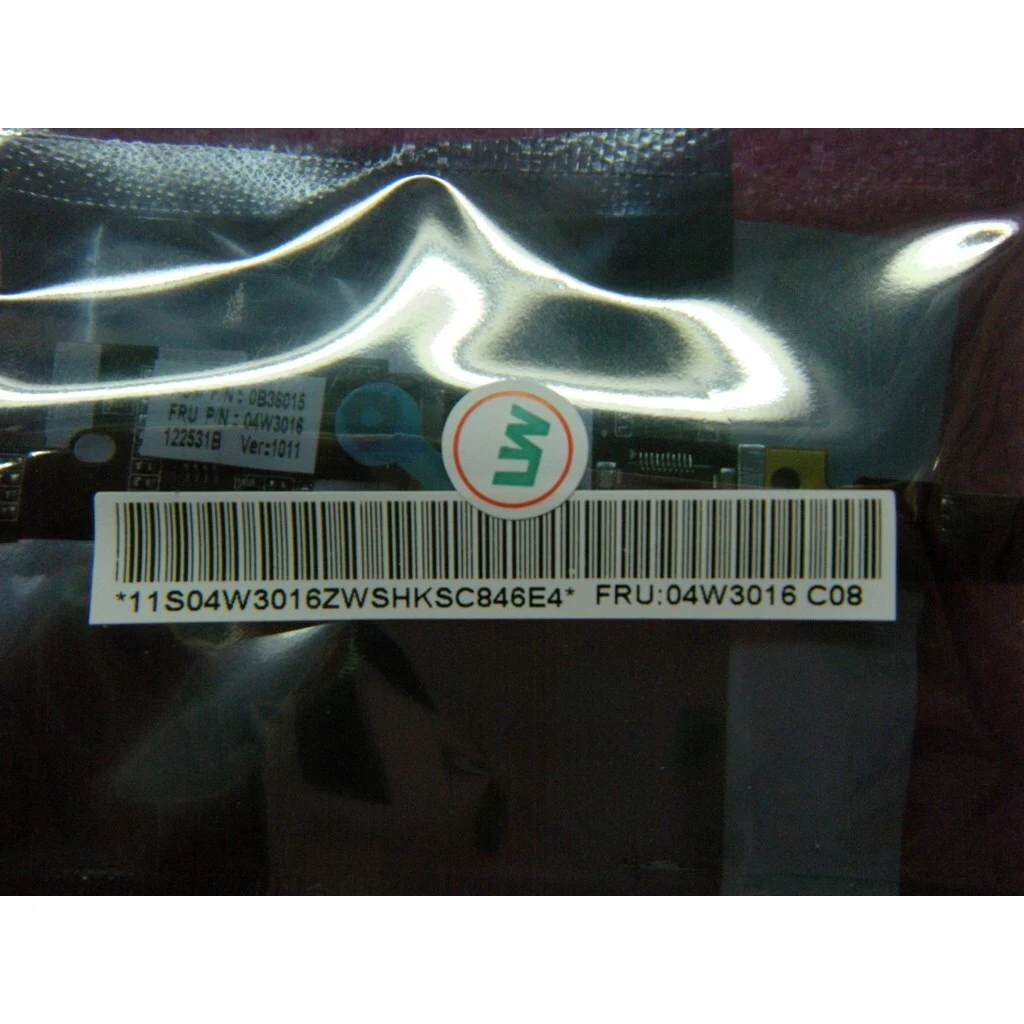 P/N: 0B36015
FRU P/N: 04W3016
122531B Ver:1011
*11S04W3016ZWSHKSC846E4* FRU:04W3016 C08